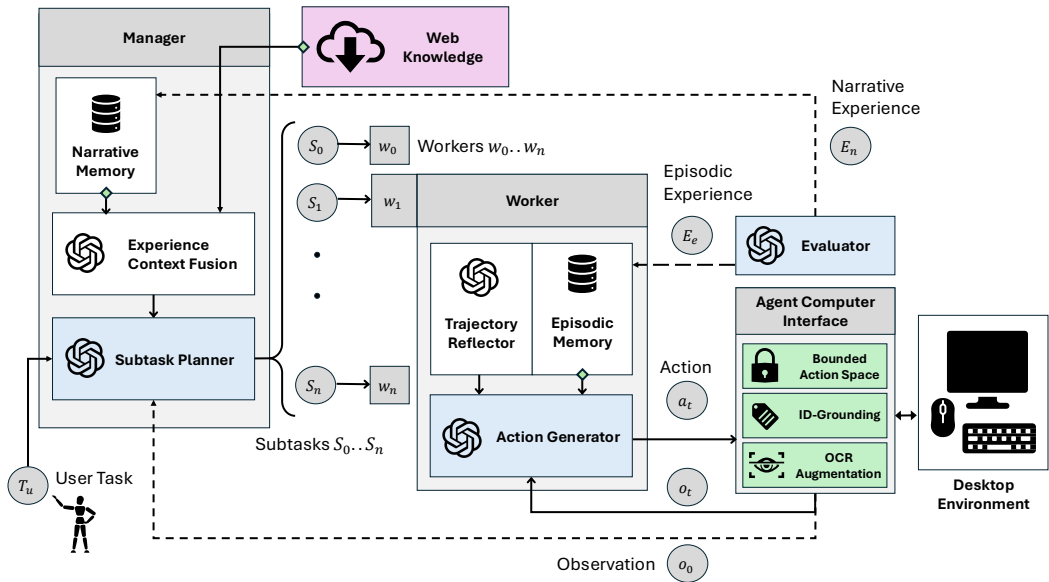 Manager
Web
Knowledge
Narrative
Memory
Experience
Context Fusion
Subtask Planner
S₀
w₀
Workers w₀..wₙ
S₁
w₁
Worker
Sₙ
wₙ
Subtasks S₀..Sₙ
Trajectory
Reflector
Episodic
Memory
Action Generator
Narrative
Experience
Eₙ
Episodic
Experience
Eₑ
Evaluator
Agent Computer
Interface
Bounded
Action Space
ID-Grounding
OCR
Augmentation
Action
aₜ
oₜ
Desktop
Environment
Tᵤ
User Task
Observation
o₀